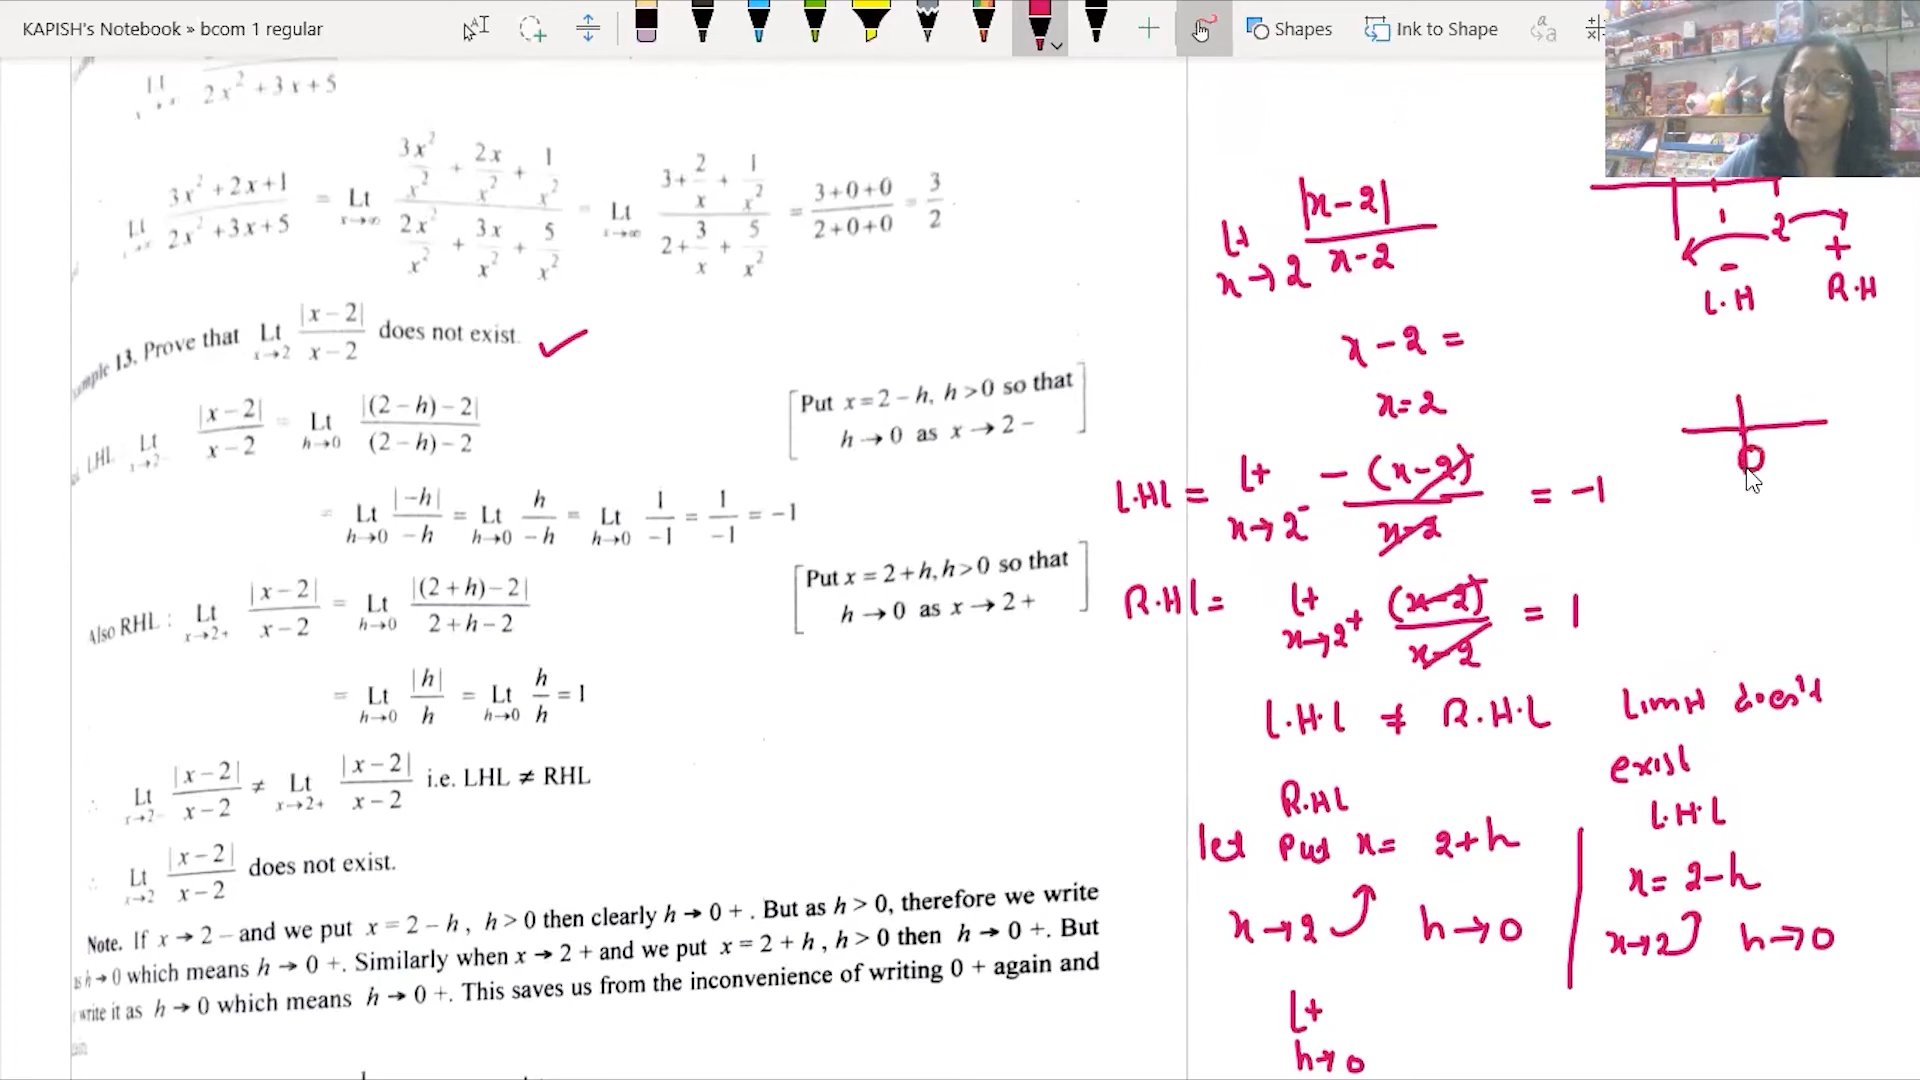 KAPISH's Notebook » bcom 1 regular
Shapes
Ink to Shape
2x² + 3x + 5
Lt 3x² + 2x + 1 / 2x² + 3x + 5 = Lt x→∞ (3x²/x² + 2x/x² + 1/x²) / (2x²/x² + 3x/x² + 5/x²) = Lt x→∞ (3 + 2/x + 1/x²) / (2 + 3/x + 5/x²) = 3+0+0 / 2+0+0 = 3/2
13. Prove that Lt x→2 |x − 2| / x − 2 does not exist.
LHL Lt x→2− |x − 2| / x − 2 = Lt h→0 |(2 − h) − 2| / (2 − h) − 2
[Put x = 2 − h, h > 0 so that
h → 0 as x → 2 −]
= Lt h→0 |−h| / −h = Lt h→0 h / −h = Lt h→0 1 / −1 = 1 / −1 = −1
Also RHL : Lt x→2+ |x − 2| / x − 2 = Lt h→0 |(2 + h) − 2| / 2 + h − 2
[Put x = 2 + h, h > 0 so that
h → 0 as x → 2 +]
= Lt h→0 |h| / h = Lt h→0 h / h = 1
∴ Lt x→2− |x − 2| / x − 2 ≠ Lt x→2+ |x − 2| / x − 2 i.e. LHL ≠ RHL
∴ Lt x→2 |x − 2| / x − 2 does not exist.
Note. If x → 2 − and we put x = 2 − h, h > 0 then clearly h → 0 + . But as h > 0, therefore we write
as h → 0 which means h → 0 +. Similarly when x → 2 + and we put x = 2 + h, h > 0 then h → 0 +. But
write it as h → 0 which means h → 0 +. This saves us from the inconvenience of writing 0 + again and
Lt x→2 |x−2| / x−2
1 2
− +
L.H R.H
x − 2 =
x = 2
0
L.HL = Lt x→2⁻ −(x−2) / x−2 = −1
R.HL = Lt x→2⁺ (x−2) / x−2 = 1
L.H.L ≠ R.H.L Limit does't
exist
R.HL
let Put x = 2+h
x→2 h→0
L.H.L
x = 2−h
x→2 h→0
Lt
h→0